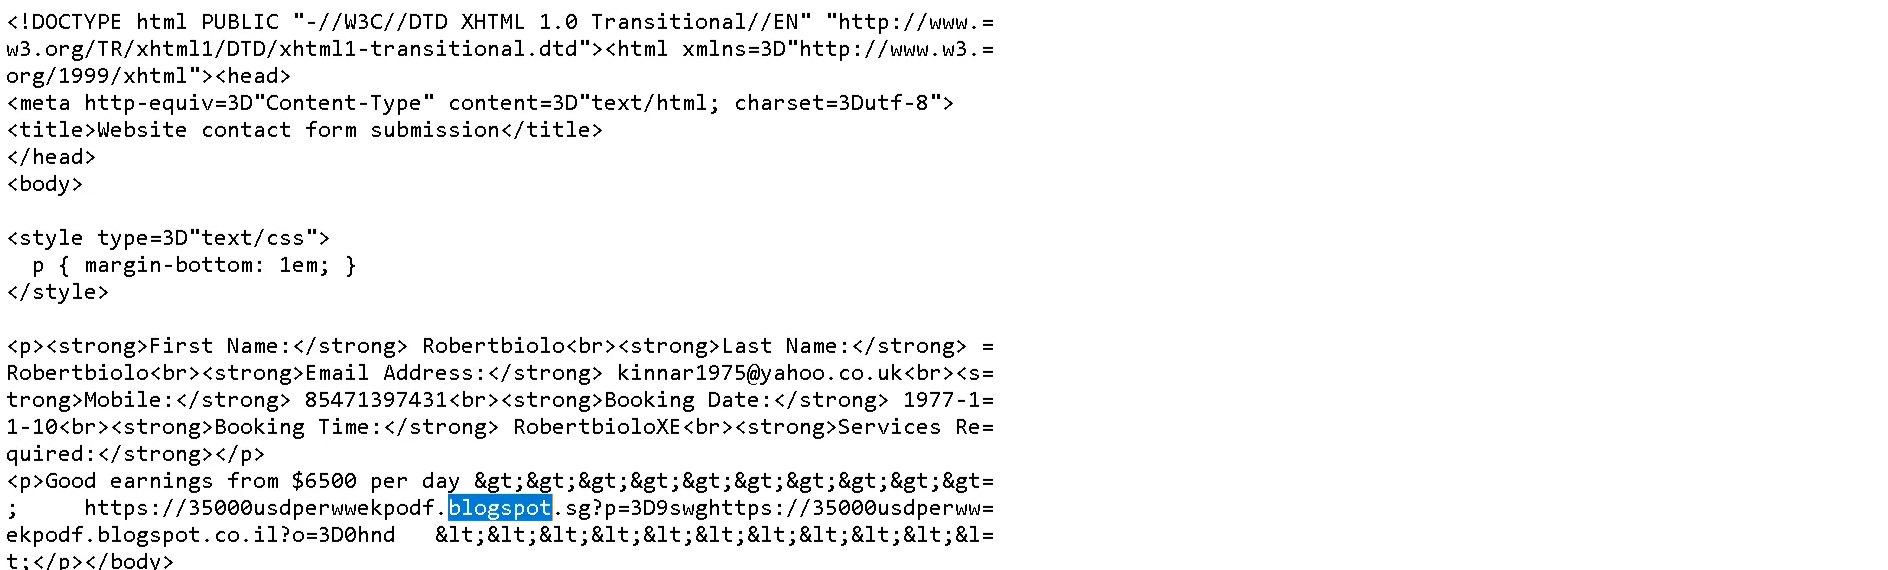 <!DOCTYPE html PUBLIC "-//W3C//DTD XHTML 1.0 Transitional//EN" "http://www.=
w3.org/TR/xhtml1/DTD/xhtml1-transitional.dtd"><html xmlns=3D"http://www.w3.=
org/1999/xhtml"><head>
<meta http-equiv=3D"Content-Type" content=3D"text/html; charset=3Dutf-8">
<title>Website contact form submission</title>
</head>
<body>

<style type=3D"text/css">
  p { margin-bottom: 1em; }
</style>

<p><strong>First Name:</strong> Robertbiolo<br><strong>Last Name:</strong> =
Robertbiolo<br><strong>Email Address:</strong> kinnar1975@yahoo.co.uk<br><s=
trong>Mobile:</strong> 85471397431<br><strong>Booking Date:</strong> 1977-1=
1-10<br><strong>Booking Time:</strong> RobertbioloXE<br><strong>Services Re=
quired:</strong></p>
<p>Good earnings from $6500 per day &gt;&gt;&gt;&gt;&gt;&gt;&gt;&gt;&gt;&gt=
;     https://35000usdperwwekpodf.blogspot.sg?p=3D9swghttps://35000usdperww=
ekpodf.blogspot.co.il?o=3D0hnd   &lt;&lt;&lt;&lt;&lt;&lt;&lt;&lt;&lt;&lt;&l=
t;</p></body>